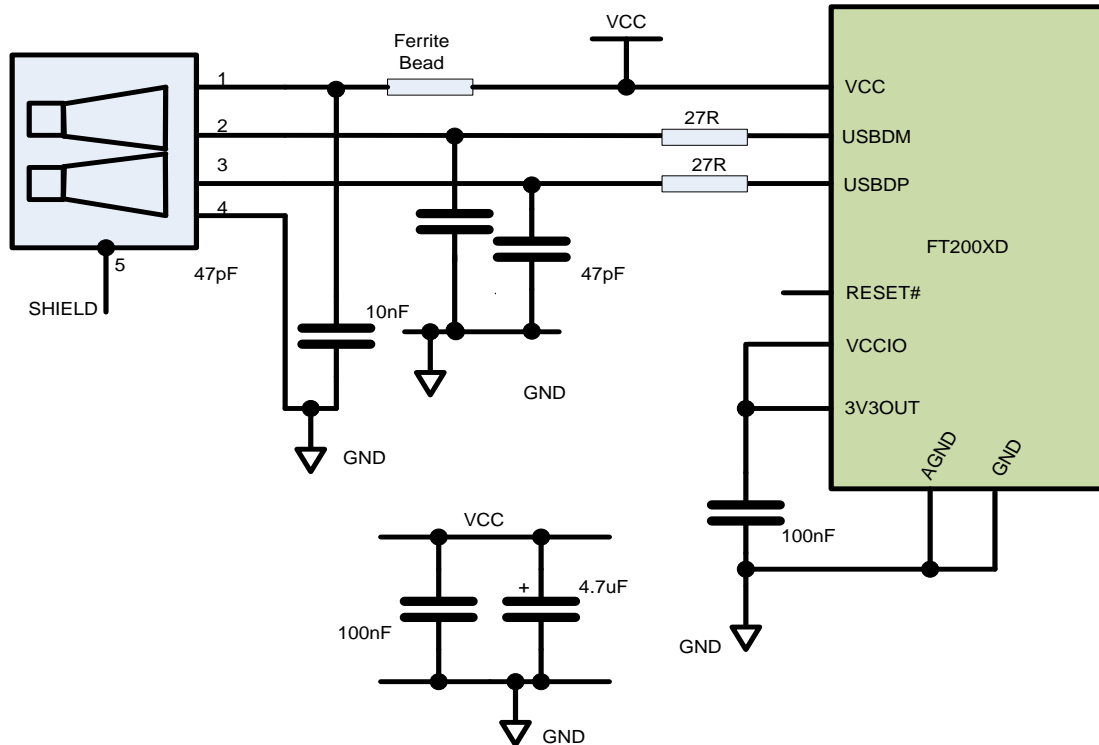 VCC
Ferrite
Bead
1
VCC
27R
2
USBDM
27R
3
USBDP
4
FT200XD
5
47pF
47pF
SHIELD
RESET#
10nF
VCCIO
GND
3V3OUT
GND
AGND
GND
VCC
100nF
+
4.7uF
100nF
GND
GND